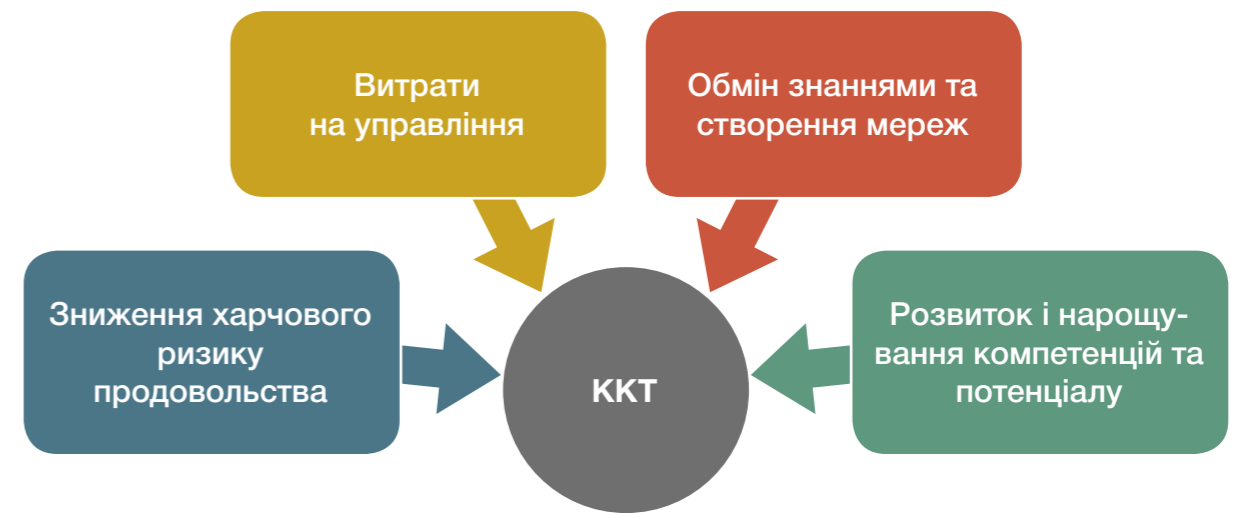 Витрати
на управління
Обмін знаннями та
створення мереж
Зниження харчового
ризику
продовольства
ККТ
Розвиток і нарощу-
вання компетенцій та
потенціалу